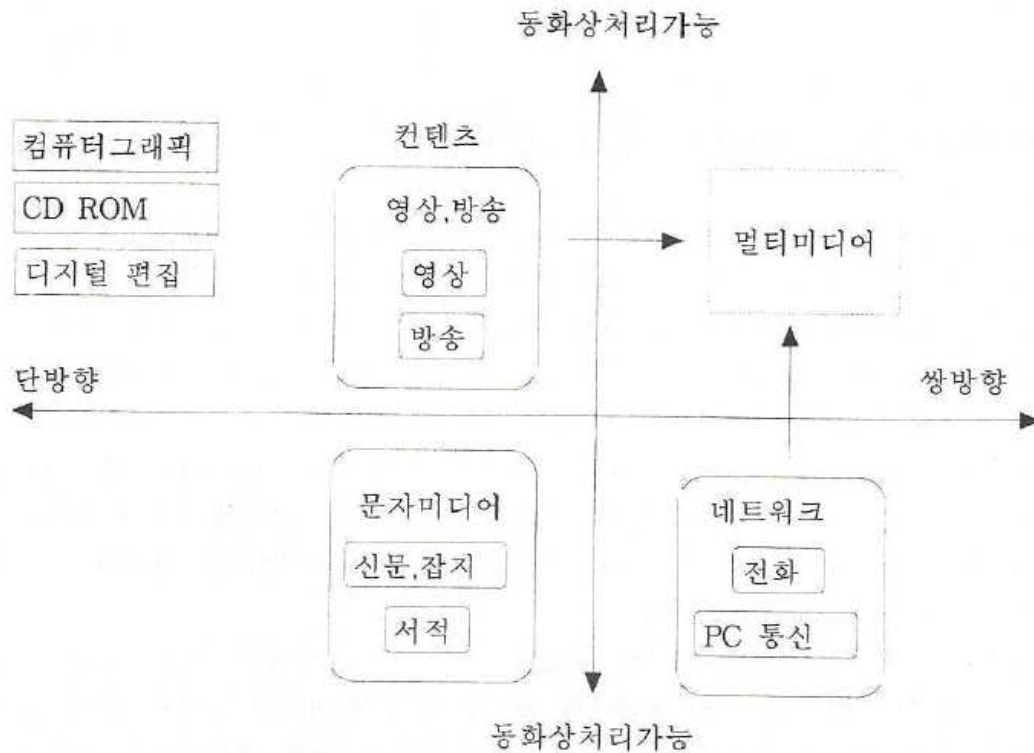 동화상처리가능
컴퓨터그래픽
CD ROM
디지털 편집
컨텐츠
영상,방송
영상
방송
멀티미디어
단방향
쌍방향
문자미디어
신문,잡지
서적
네트워크
전화
PC 통신
동화상처리가능